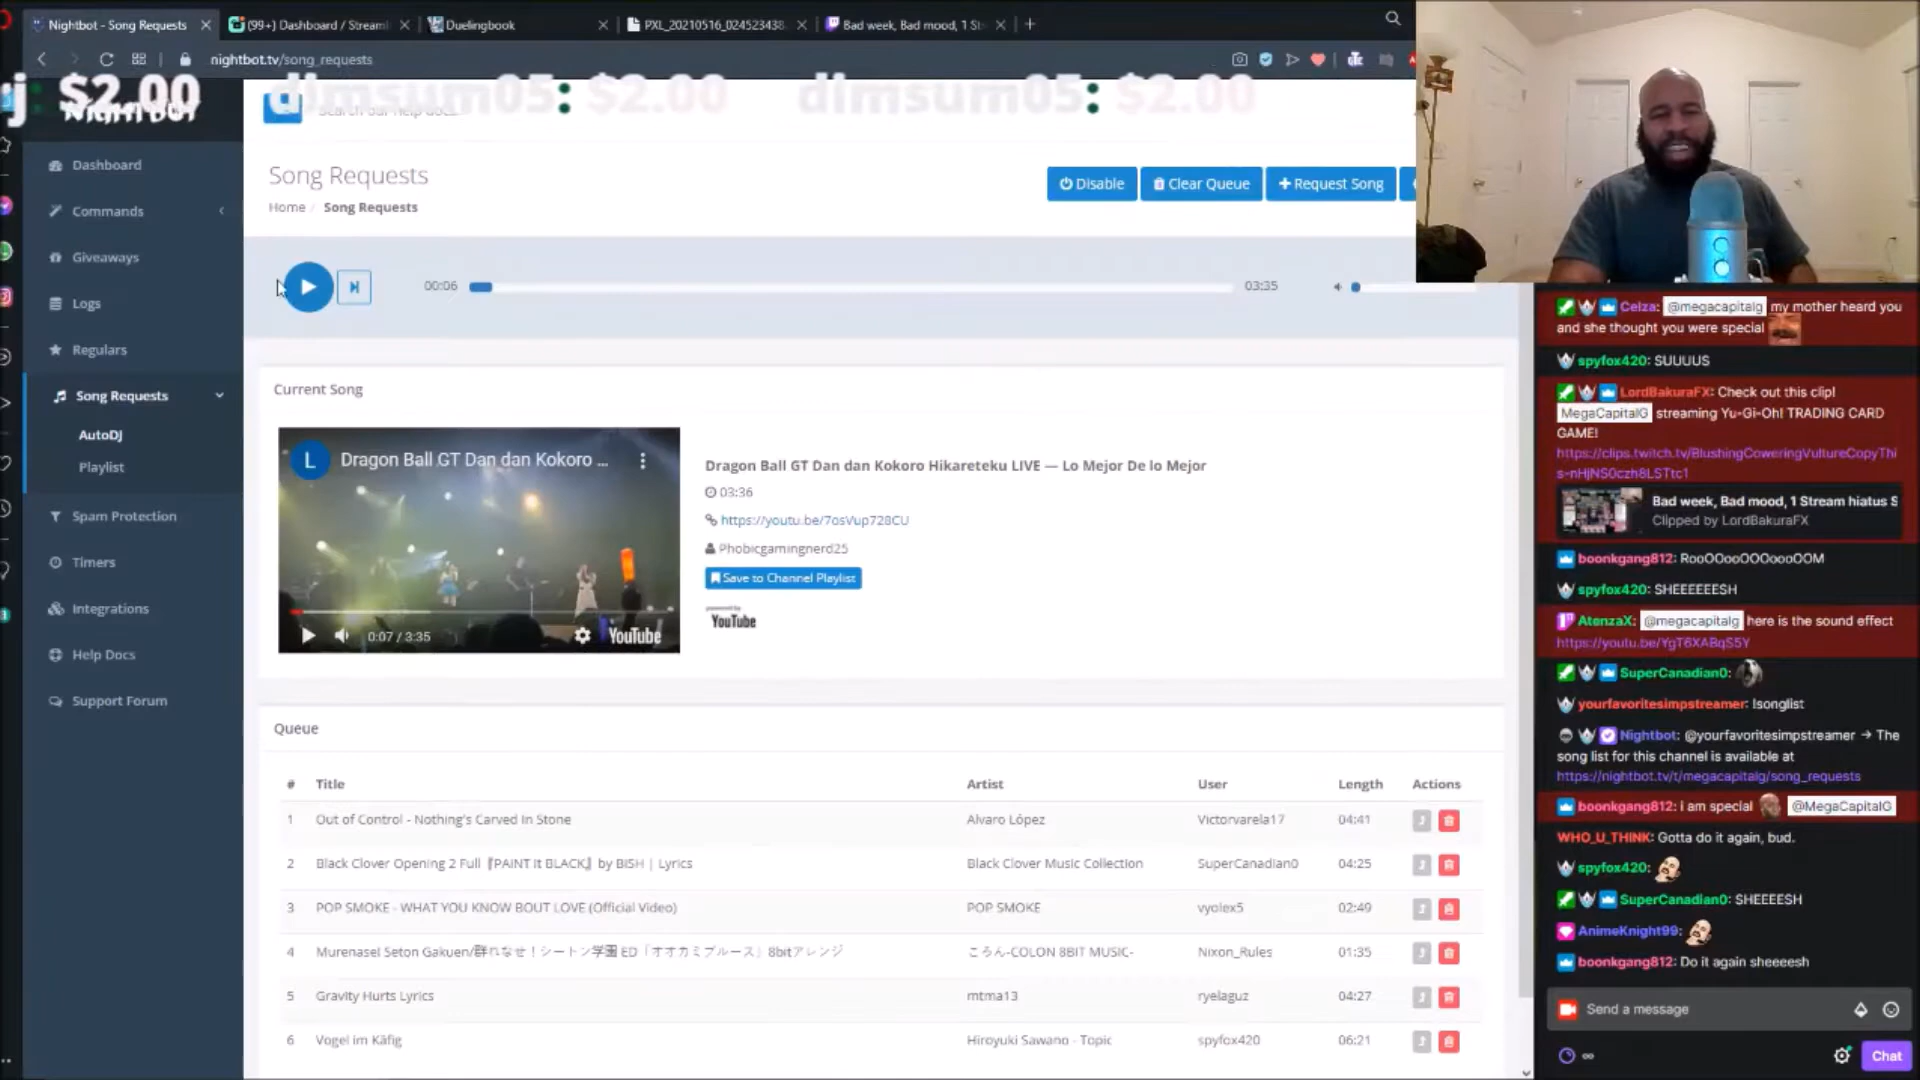 Nightbot - Song Requests
(99+) Dashboard / Streaml
Duelingbook
PXL_20210516_024523438.
Bad week, Bad mood, 1 St
nightbot.tv/song_requests
j: $2.00 dimsum05: $2.00 dimsum05: $2.00
Nightbot
Search our help docs...
Dashboard
Commands
Giveaways
Logs
Regulars
Song Requests
AutoDJ
Playlist
Spam Protection
Timers
Integrations
Help Docs
Support Forum
Song Requests
Home / Song Requests
Disable
Clear Queue
Request Song
00:06
03:35
Current Song
L
Dragon Ball GT Dan dan Kokoro ...
0:07 / 3:35
YouTube
Dragon Ball GT Dan dan Kokoro Hikareteku LIVE — Lo Mejor De lo Mejor
03:36
https://youtu.be/7osVup728CU
Phobicgamingnerd25
Save to Channel Playlist
powered by
YouTube
Queue
# Title Artist User Length Actions
1 Out of Control - Nothing's Carved In Stone Alvaro López Victorvarela17 04:41
2 Black Clover Opening 2 Full『PAINT it BLACK』by BiSH | Lyrics Black Clover Music Collection SuperCanadian0 04:25
3 POP SMOKE - WHAT YOU KNOW BOUT LOVE (Official Video) POP SMOKE vyolex5 02:49
4 Murenasei Seton Gakuen/群れなせ！シートン学園 ED「オオカミブルース」8bitアレンジ ころん-COLON 8BIT MUSIC- Nixon_Rules 01:35
5 Gravity Hurts Lyrics mtma13 ryelaguz 04:27
6 Vogel im Käfig Hiroyuki Sawano - Topic spyfox420 06:21
Celza: @megacapitalg my mother heard you
and she thought you were special
spyfox420: SUUUUS
LordBakuraFX: Check out this clip!
MegaCapitalG streaming Yu-Gi-Oh! TRADING CARD
GAME!
https://clips.twitch.tv/BlushingCoweringVultureCopyThi
s-nHjNS0czh8LSTtc1
Bad week, Bad mood, 1 Stream hiatus S
Clipped by LordBakuraFX
boonkgang812: RooOOooOOOoooOOM
spyfox420: SHEEEEESH
AtenzaX: @megacapitalg here is the sound effect
https://youtu.be/YgT6XABqS5Y
SuperCanadian0:
yourfavoritesimpstreamer: !songlist
Nightbot: @yourfavoritesimpstreamer → The
song list for this channel is available at
https://nightbot.tv/t/megacapitalg/song_requests
boonkgang812: i am special @MegaCapitalG
WHO_U_THINK: Gotta do it again, bud.
spyfox420:
SuperCanadian0: SHEEEESH
AnimeKnight99:
boonkgang812: Do it again sheeeesh
Send a message
Chat